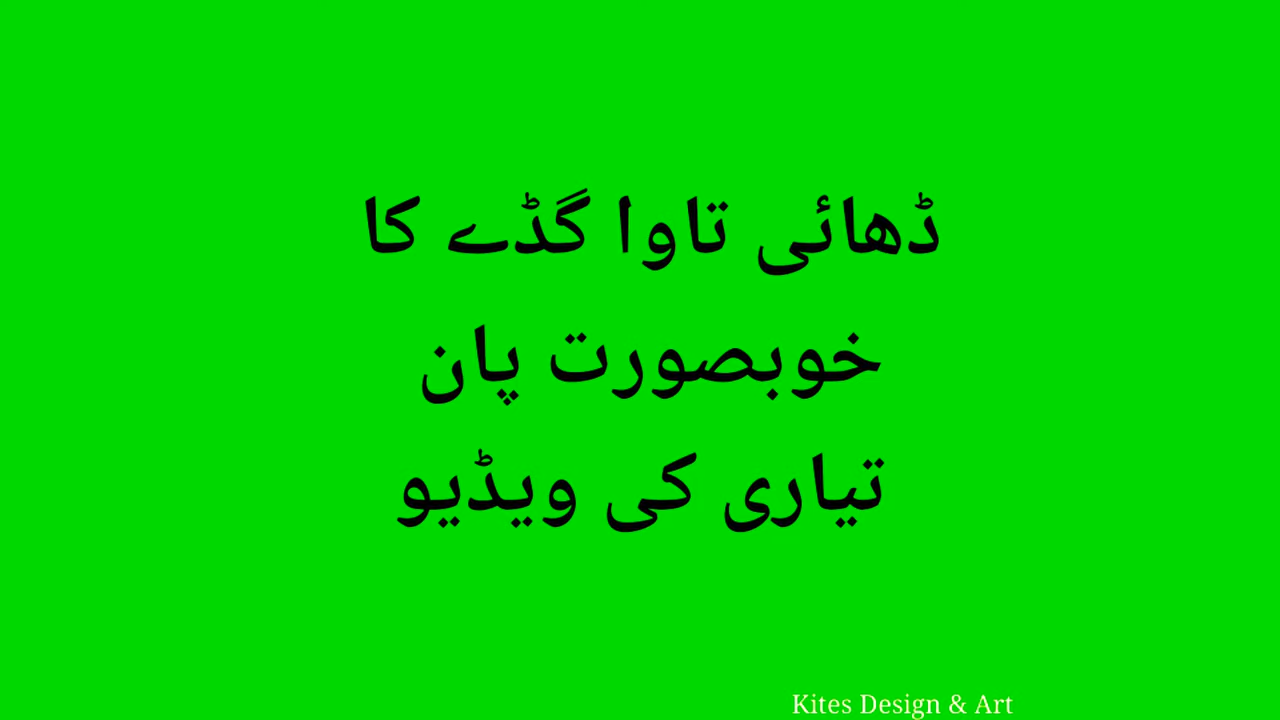 ڈھائی تاوا گڈے کا
خوبصورت پان
تیاری کی ویڈیو
Kites Design & Art